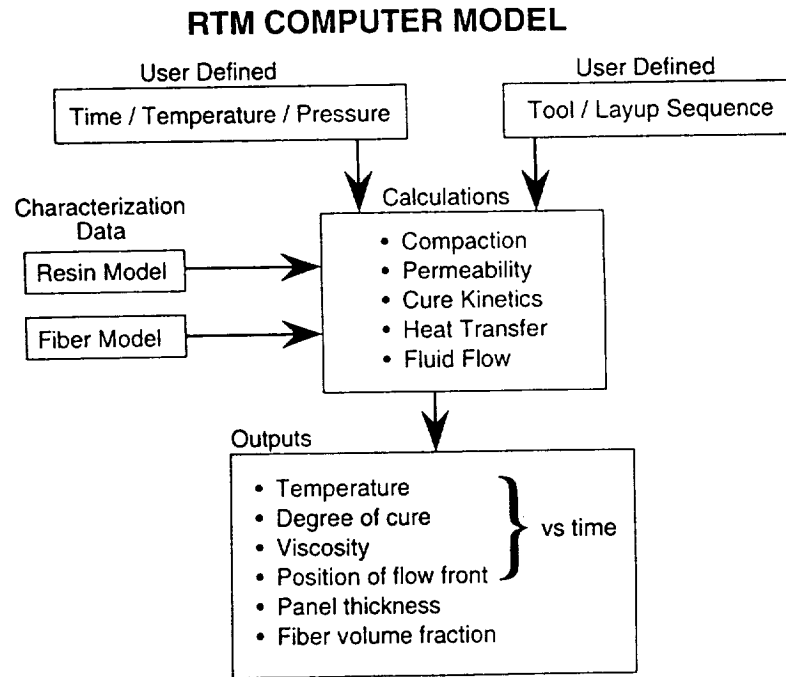 RTM COMPUTER MODEL
User Defined
Time / Temperature / Pressure
User Defined
Tool / Layup Sequence
Characterization
Data
Resin Model
Fiber Model
Calculations
• Compaction
• Permeability
• Cure Kinetics
• Heat Transfer
• Fluid Flow
Outputs
• Temperature
• Degree of cure
• Viscosity
• Position of flow front
vs time
• Panel thickness
• Fiber volume fraction